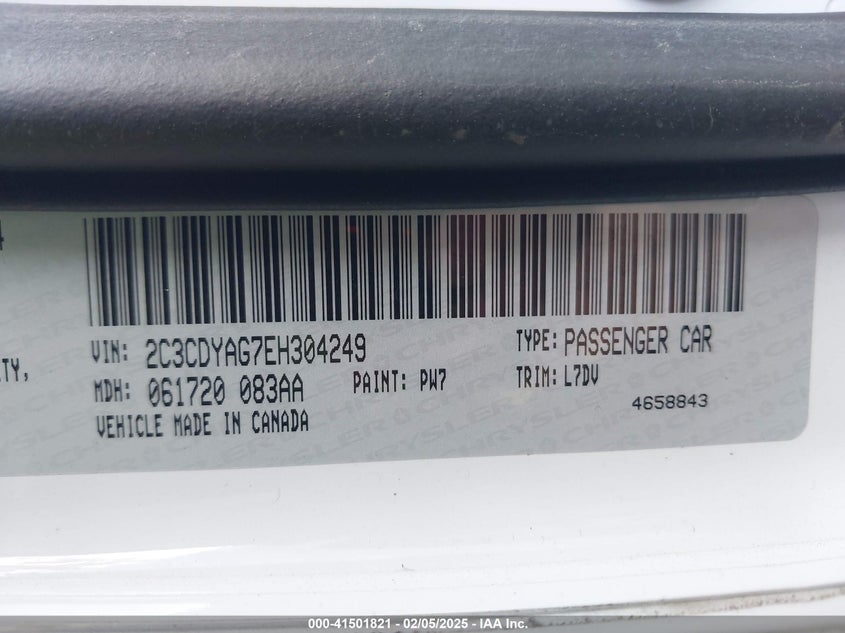 VIN: 2C3CDYAG7EH304249 TYPE: PASSENGER CAR
MDH: 061720 083AA PAINT: PW7 TRIM: L7DV
VEHICLE MADE IN CANADA 4658843
000-41501821 - 02/05/2025 - IAA Inc.